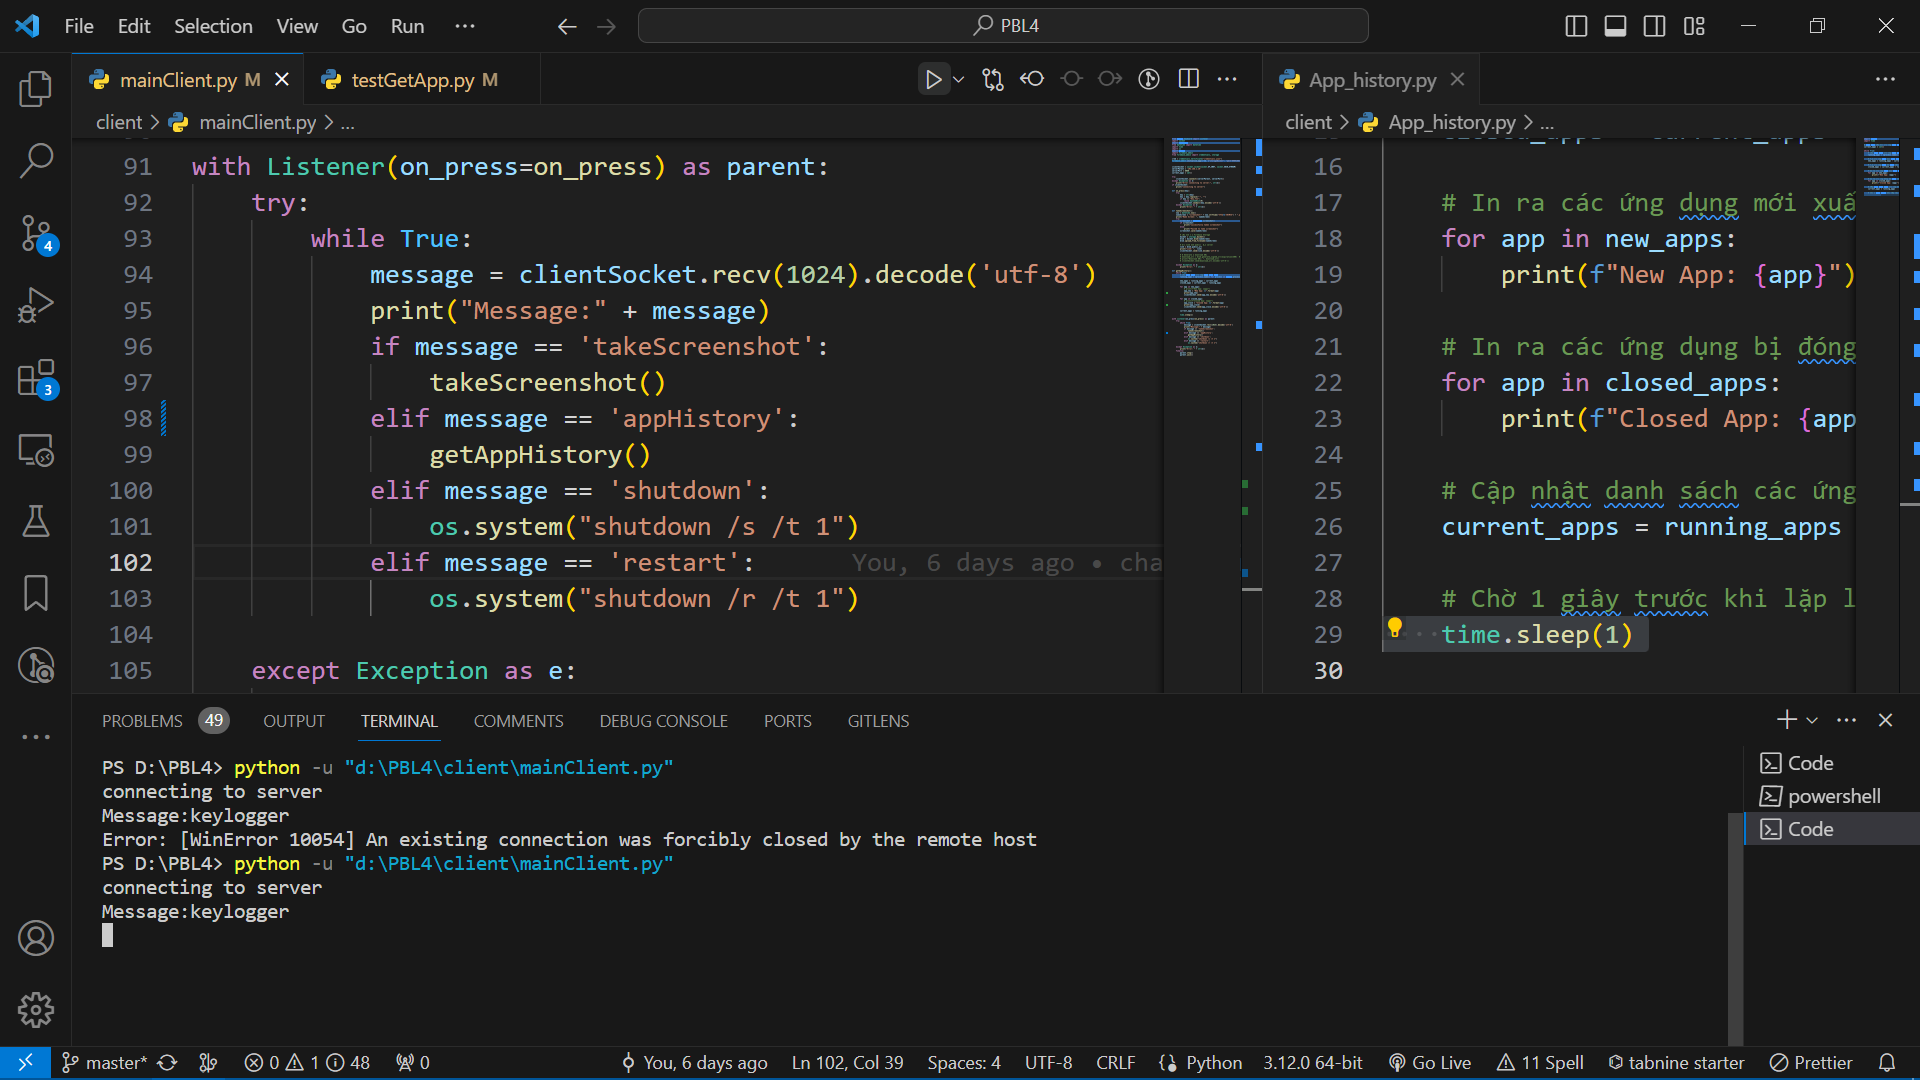 File Edit Selection View Go Run ··· PBL4
mainClient.py M
testGetApp.py M
App_history.py
client > mainClient.py > ...
client > App_history.py > ...
91 with Listener(on_press=on_press) as parent:
92 try:
93 while True:
94 message = clientSocket.recv(1024).decode('utf-8')
95 print("Message:" + message)
96 if message == 'takeScreenshot':
97 takeScreenshot()
98 elif message == 'appHistory':
99 getAppHistory()
100 elif message == 'shutdown':
101 os.system("shutdown /s /t 1")
102 elif message == 'restart': You, 6 days ago • cha
103 os.system("shutdown /r /t 1")
104
105 except Exception as e:
16
17 # In ra các ứng dụng mới xuấ
18 for app in new_apps:
19 print(f"New App: {app}")
20
21 # In ra các ứng dụng bị đóng
22 for app in closed_apps:
23 print(f"Closed App: {app
24
25 # Cập nhật danh sách các ứng
26 current_apps = running_apps
27
28 # Chờ 1 giây trước khi lặp l
29 time.sleep(1)
30
4
3
PROBLEMS 49 OUTPUT TERMINAL COMMENTS DEBUG CONSOLE PORTS GITLENS
PS D:\PBL4> python -u "d:\PBL4\client\mainClient.py"
connecting to server
Message:keylogger
Error: [WinError 10054] An existing connection was forcibly closed by the remote host
PS D:\PBL4> python -u "d:\PBL4\client\mainClient.py"
connecting to server
Message:keylogger
Code
powershell
Code
master* 0 1 48 0 You, 6 days ago Ln 102, Col 39 Spaces: 4 UTF-8 CRLF Python 3.12.0 64-bit Go Live 11 Spell tabnine starter Prettier